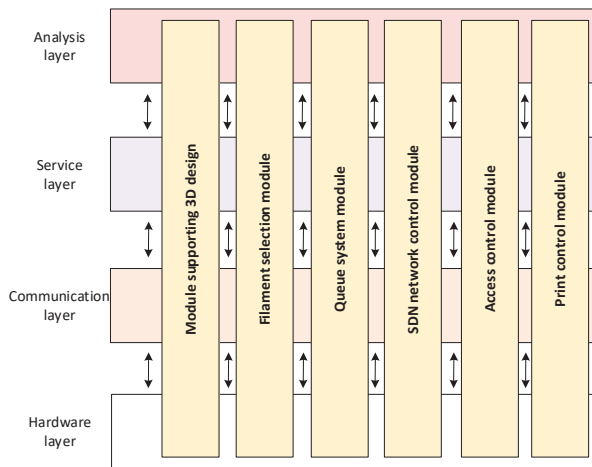 Analysis
layer
Service
layer
Communication
layer
Hardware
layer
Module supporting 3D design
Filament selection module
Queue system module
SDN network control module
Access control module
Print control module